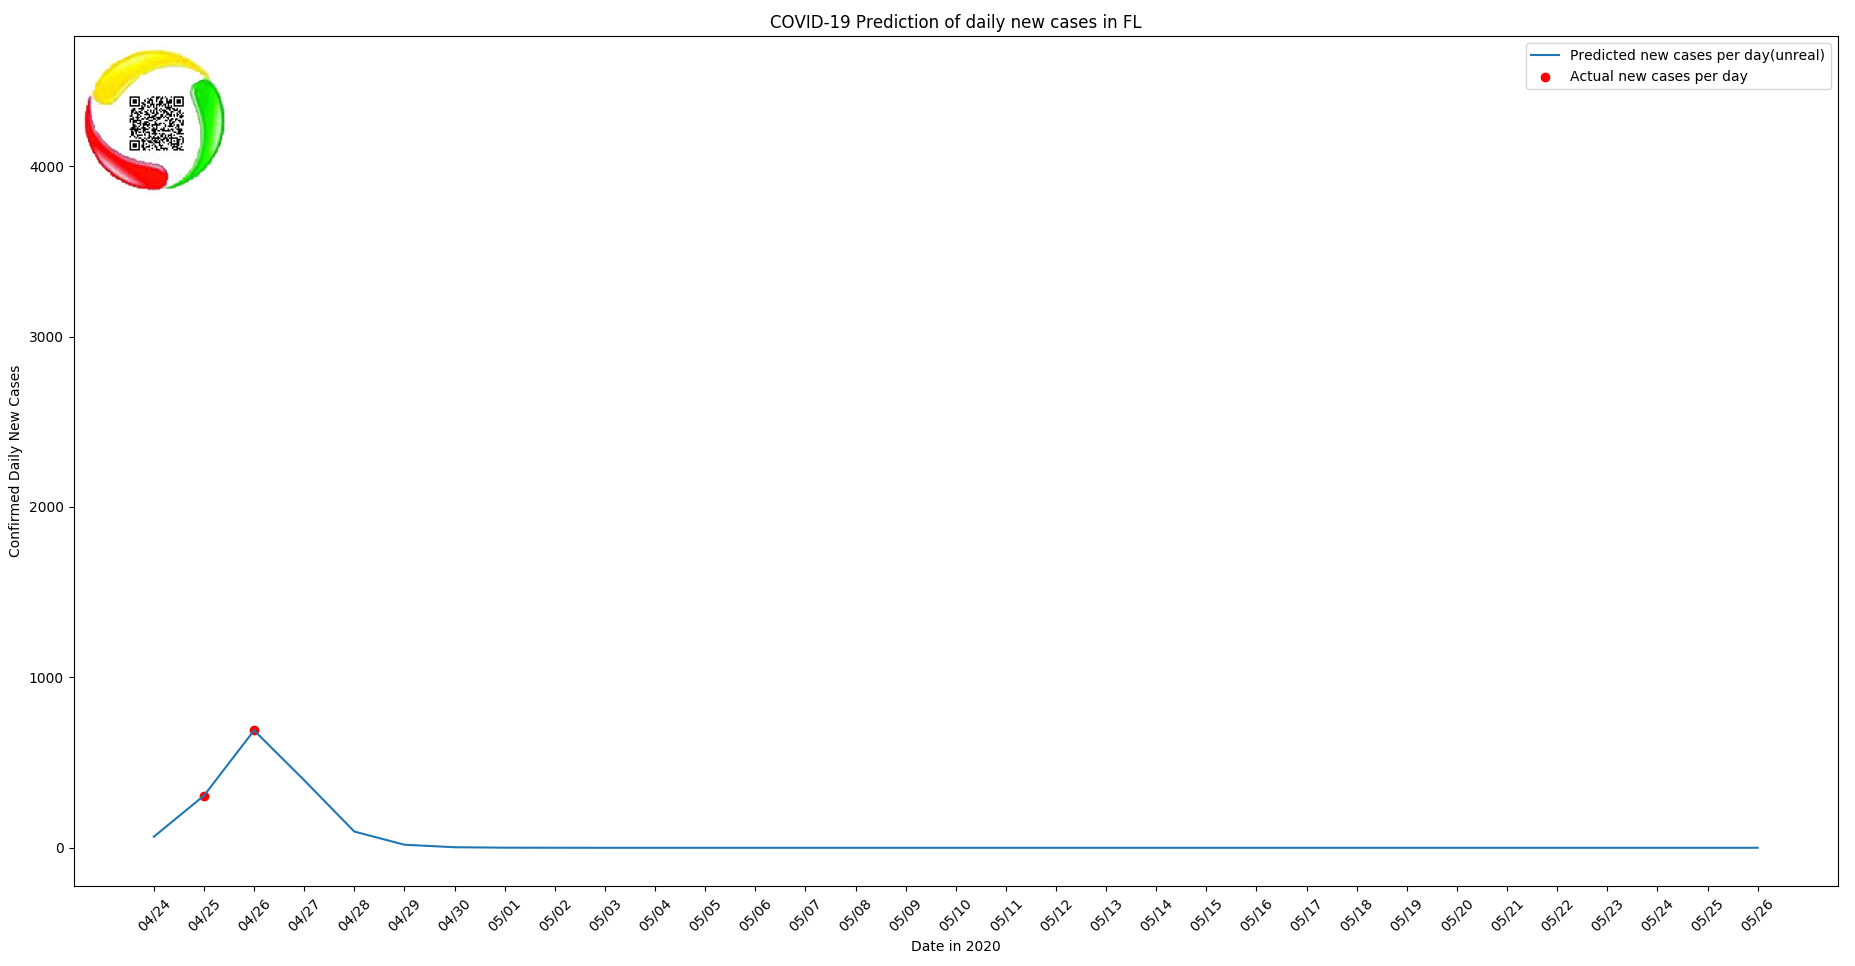 COVID-19 Prediction of daily new cases in FL
Predicted new cases per day(unreal)
Actual new cases per day
Confirmed Daily New Cases
4000
3000
2000
1000
0
04/24 04/25 04/26 04/27 04/28 04/29 04/30 05/01 05/02 05/03 05/04 05/05 05/06 05/07 05/08 05/09 05/10 05/11 05/12 05/13 05/14 05/15 05/16 05/17 05/18 05/19 05/20 05/21 05/22 05/23 05/24 05/25 05/26
Date in 2020